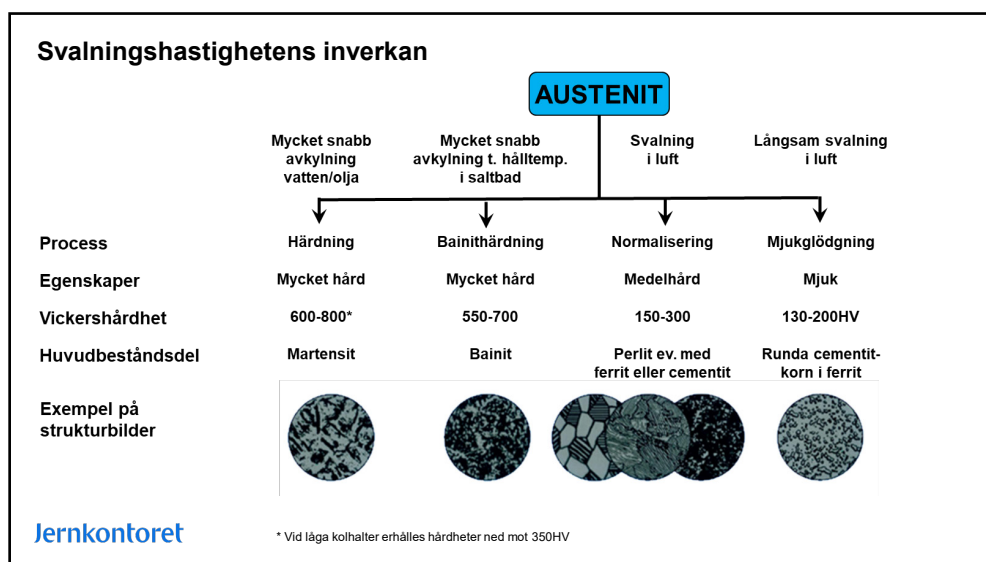 Svalningshastighetens inverkan
AUSTENIT
Mycket snabb
avkylning
vatten/olja
Mycket snabb
avkylning t. hålltemp.
i saltbad
Svalning
i luft
Långsam svalning
i luft
Process
Härdning
Bainithärdning
Normalisering
Mjukglödgning
Egenskaper
Mycket hård
Mycket hård
Medelhård
Mjuk
Vickershårdhet
600-800*
550-700
150-300
130-200HV
Huvudbeståndsdel
Martensit
Bainit
Perlit ev. med
ferrit eller cementit
Runda cementit-
korn i ferrit
Exempel på
strukturbilder
Jernkontoret
* Vid låga kolhalter erhålles hårdheter ned mot 350HV